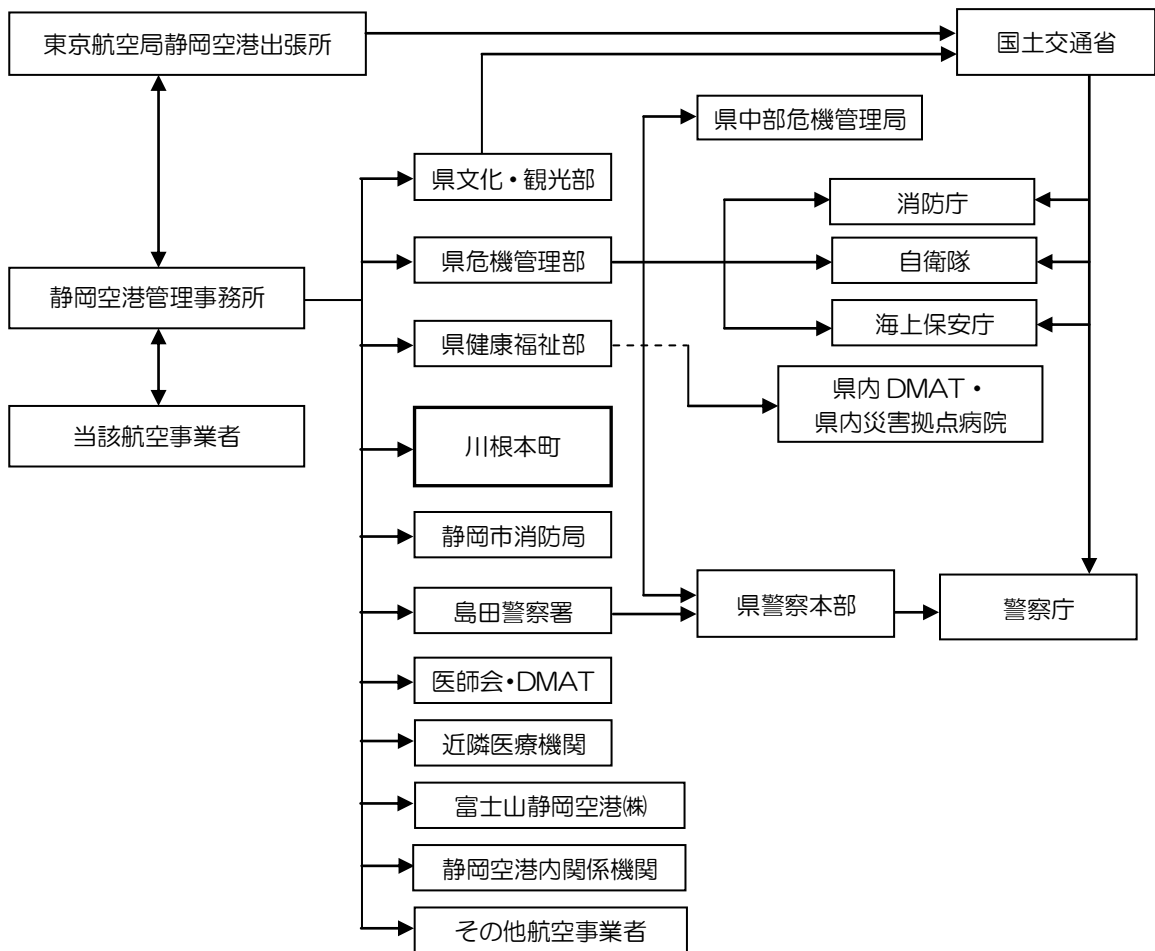 東京航空局静岡空港出張所
国土交通省
県中部危機管理局
県文化・観光部
消防庁
県危機管理部
自衛隊
静岡空港管理事務所
海上保安庁
県健康福祉部
県内 DMAT・
県内災害拠点病院
当該航空事業者
川根本町
静岡市消防局
島田警察署
県警察本部
警察庁
医師会・DMAT
近隣医療機関
富士山静岡空港㈱
静岡空港内関係機関
その他航空事業者